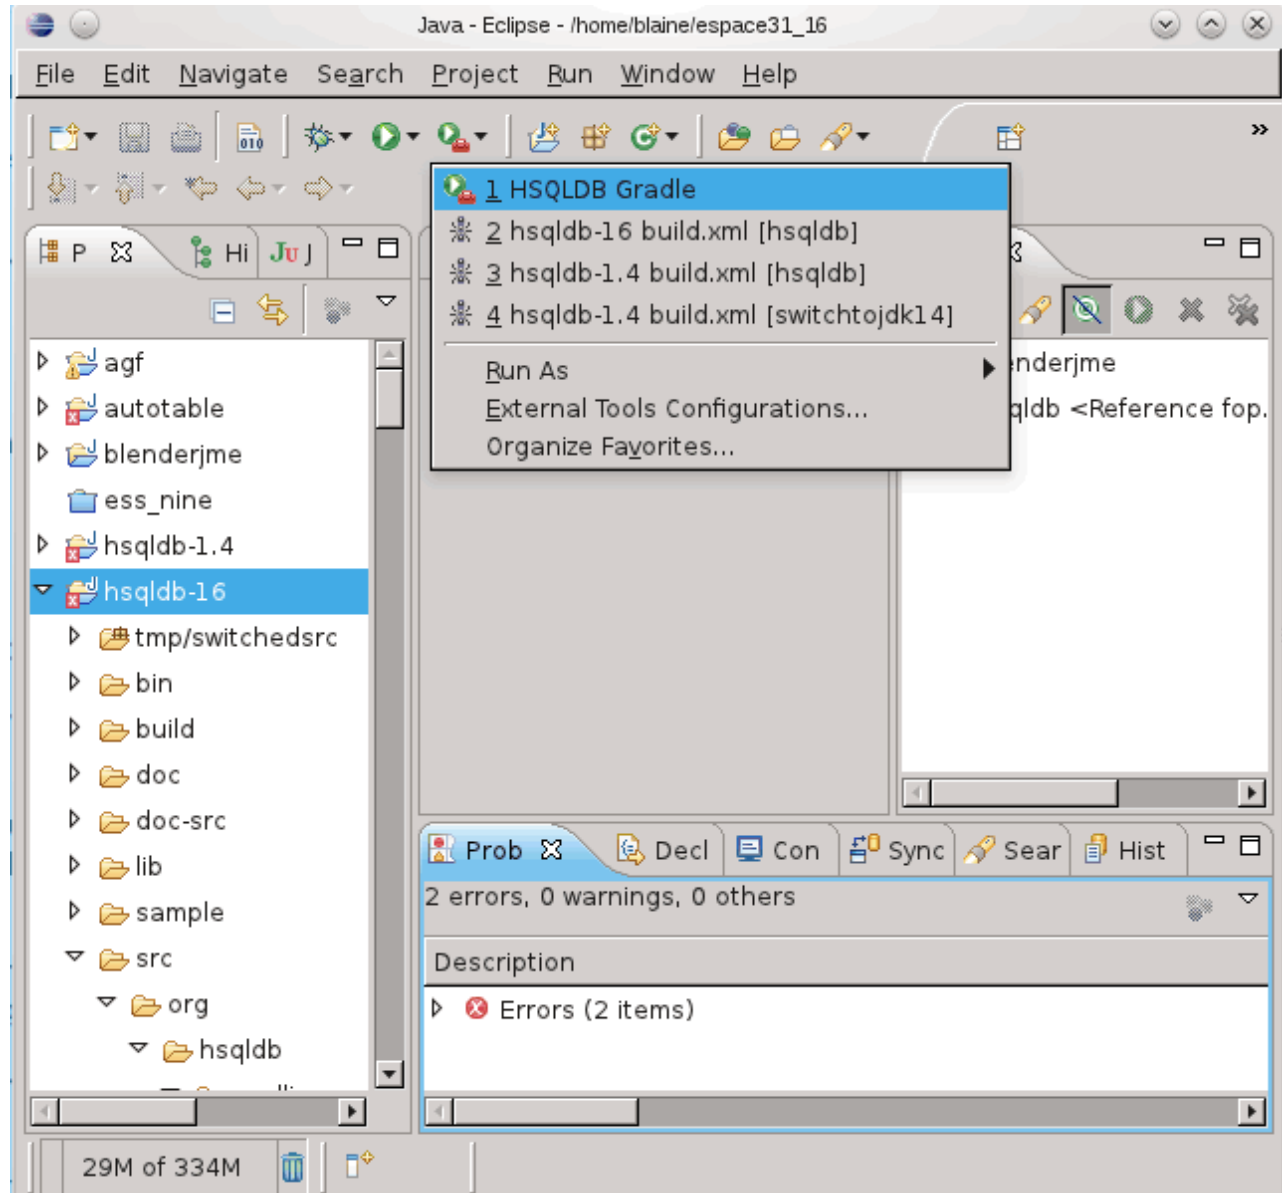 Java - Eclipse - /home/blaine/espace31_16
File Edit Navigate Search Project Run Window Help
010
»
1 HSQLDB Gradle
2 hsqldb-16 build.xml [hsqldb]
3 hsqldb-1.4 build.xml [hsqldb]
4 hsqldb-1.4 build.xml [switchtojdk14]
Run As
External Tools Configurations...
Organize Favorites...
P Hi Ju J
agf
autotable
blenderjme
ess_nine
hsqldb-1.4
hsqldb-16
tmp/switchedsrc
bin
build
doc
doc-src
lib
sample
src
org
hsqldb
enderjme
qldb <Reference fop.
Prob Decl Con Sync Sear Hist
2 errors, 0 warnings, 0 others
Description
Errors (2 items)
29M of 334M